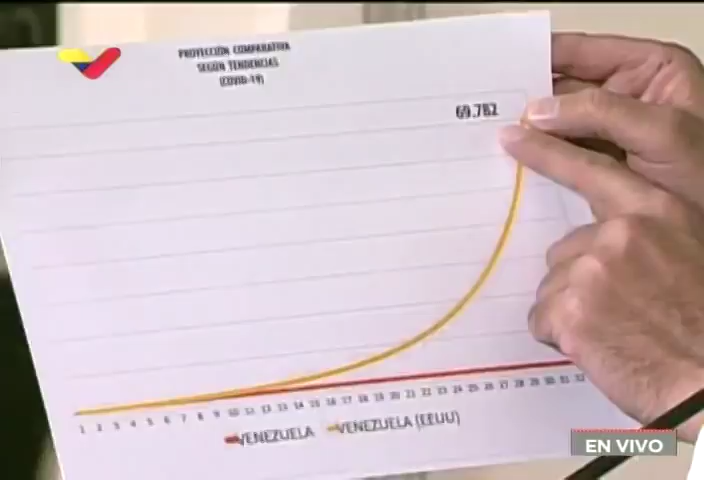 PROYECCIÓN COMPARATIVA
SEGÚN TENDENCIAS
(COVID-19)
69.782
1 2 3 4 5 6 7 8 9 10 11 12 13 14 15 16 17 18 19 20 21 22 23 24 25 26 27 28 29 30 31 32
VENEZUELA VENEZUELA (EEUU)
EN VIVO